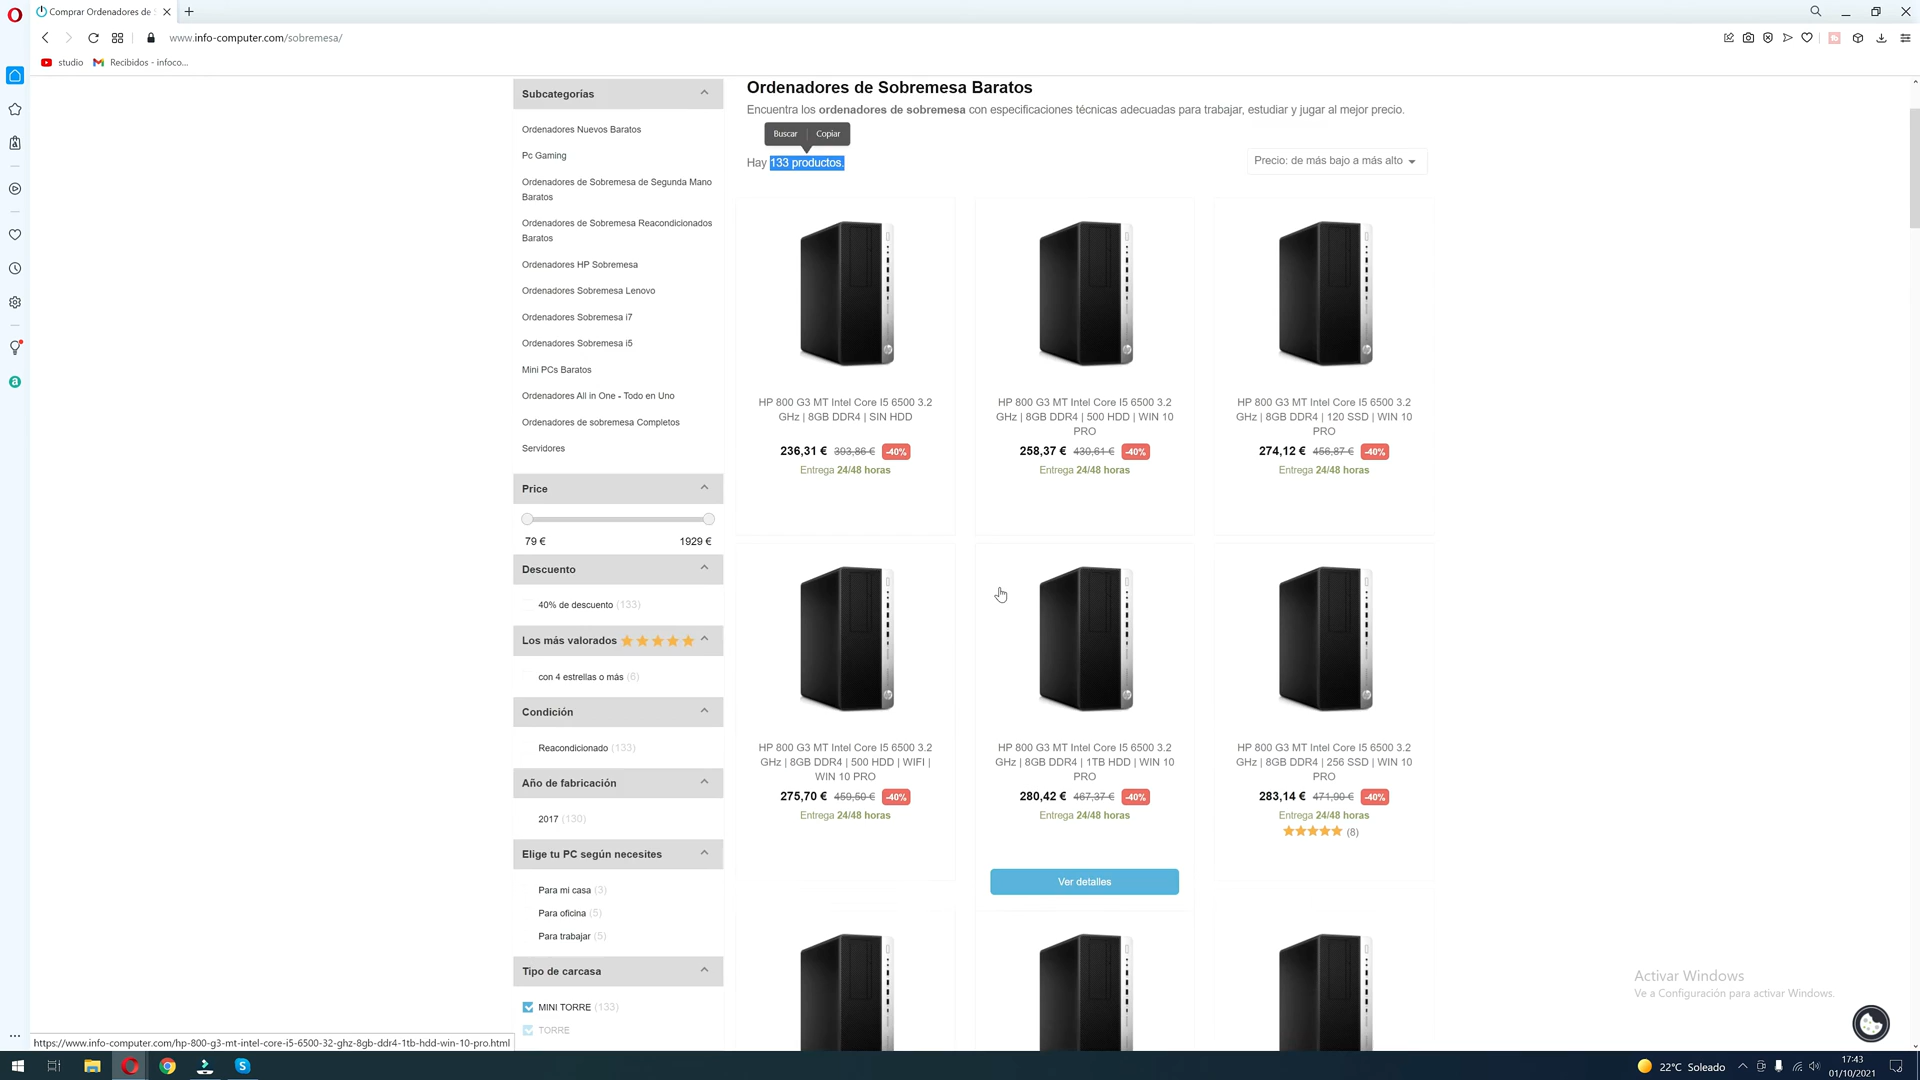 Comprar Ordenadores de S
www.info-computer.com/sobremesa/
studio
Recibidos - infoco...
Subcategorías
Ordenadores Nuevos Baratos
Pc Gaming
Ordenadores de Sobremesa de Segunda Mano
Baratos
Ordenadores de Sobremesa Reacondicionados
Baratos
Ordenadores HP Sobremesa
Ordenadores Sobremesa Lenovo
Ordenadores Sobremesa i7
Ordenadores Sobremesa i5
Mini PCs Baratos
Ordenadores All in One - Todo en Uno
Ordenadores de sobremesa Completos
Servidores
Price
79 € 1929 €
Descuento
40% de descuento (133)
Los más valorados
con 4 estrellas o más (6)
Condición
Reacondicionado (133)
Año de fabricación
2017 (130)
Elige tu PC según necesites
Para mi casa (3)
Para oficina (5)
Para trabajar (5)
Tipo de carcasa
MINI TORRE (133)
TORRE
Ordenadores de Sobremesa Baratos
Encuentra los ordenadores de sobremesa con especificaciones técnicas adecuadas para trabajar, estudiar y jugar al mejor precio.
Buscar Copiar
Hay 133 productos.
Precio: de más bajo a más alto
HP 800 G3 MT Intel Core I5 6500 3.2
GHz | 8GB DDR4 | SIN HDD
236,31 € 393,86 € -40%
Entrega 24/48 horas
HP 800 G3 MT Intel Core I5 6500 3.2
GHz | 8GB DDR4 | 500 HDD | WIN 10
PRO
258,37 € 430,61 € -40%
Entrega 24/48 horas
HP 800 G3 MT Intel Core I5 6500 3.2
GHz | 8GB DDR4 | 120 SSD | WIN 10
PRO
274,12 € 456,87 € -40%
Entrega 24/48 horas
HP 800 G3 MT Intel Core I5 6500 3.2
GHz | 8GB DDR4 | 500 HDD | WIFI |
WIN 10 PRO
275,70 € 459,50 € -40%
Entrega 24/48 horas
HP 800 G3 MT Intel Core I5 6500 3.2
GHz | 8GB DDR4 | 1TB HDD | WIN 10
PRO
280,42 € 467,37 € -40%
Entrega 24/48 horas
Ver detalles
HP 800 G3 MT Intel Core I5 6500 3.2
GHz | 8GB DDR4 | 256 SSD | WIN 10
PRO
283,14 € 471,90 € -40%
Entrega 24/48 horas
(8)
Activar Windows
Ve a Configuración para activar Windows.
https://www.info-computer.com/hp-800-g3-mt-intel-core-i5-6500-32-ghz-8gb-ddr4-1tb-hdd-win-10-pro.html
22°C Soleado
17:43
01/10/2021